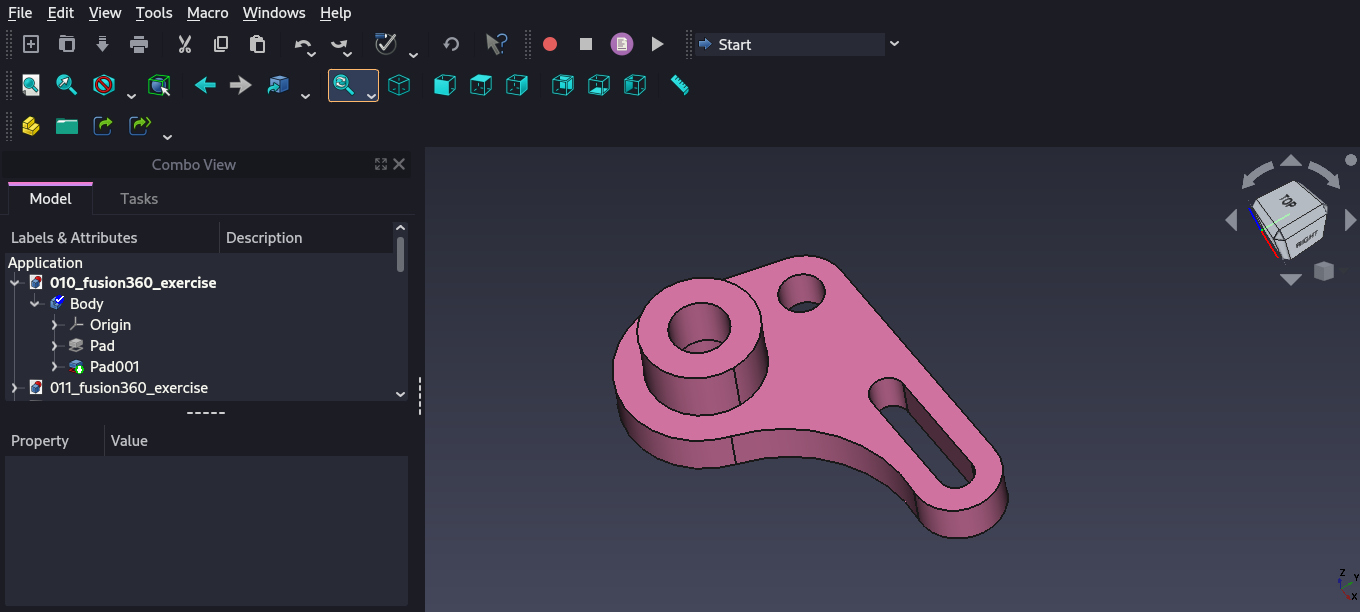 File Edit View Tools Macro Windows Help
Start
Combo View
Model Tasks
Labels & Attributes Description
Application
010_fusion360_exercise
Body
Origin
Pad
Pad001
011_fusion360_exercise
Property Value
TOP
RIGHT
Z
Y
X